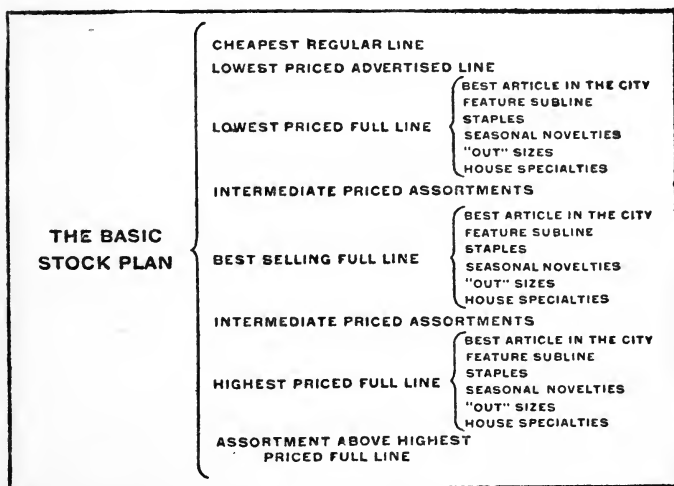 THE BASIC
STOCK PLAN
CHEAPEST REGULAR LINE
LOWEST PRICED ADVERTISED LINE
LOWEST PRICED FULL LINE
BEST ARTICLE IN THE CITY
FEATURE SUBLINE
STAPLES
SEASONAL NOVELTIES
"OUT" SIZES
HOUSE SPECIALTIES
INTERMEDIATE PRICED ASSORTMENTS
BEST SELLING FULL LINE
BEST ARTICLE IN THE CITY
FEATURE SUBLINE
STAPLES
SEASONAL NOVELTIES
"OUT" SIZES
HOUSE SPECIALTIES
INTERMEDIATE PRICED ASSORTMENTS
HIGHEST PRICED FULL LINE
BEST ARTICLE IN THE CITY
FEATURE SUBLINE
STAPLES
SEASONAL NOVELTIES
"OUT" SIZES
HOUSE SPECIALTIES
ASSORTMENT ABOVE HIGHEST
PRICED FULL LINE